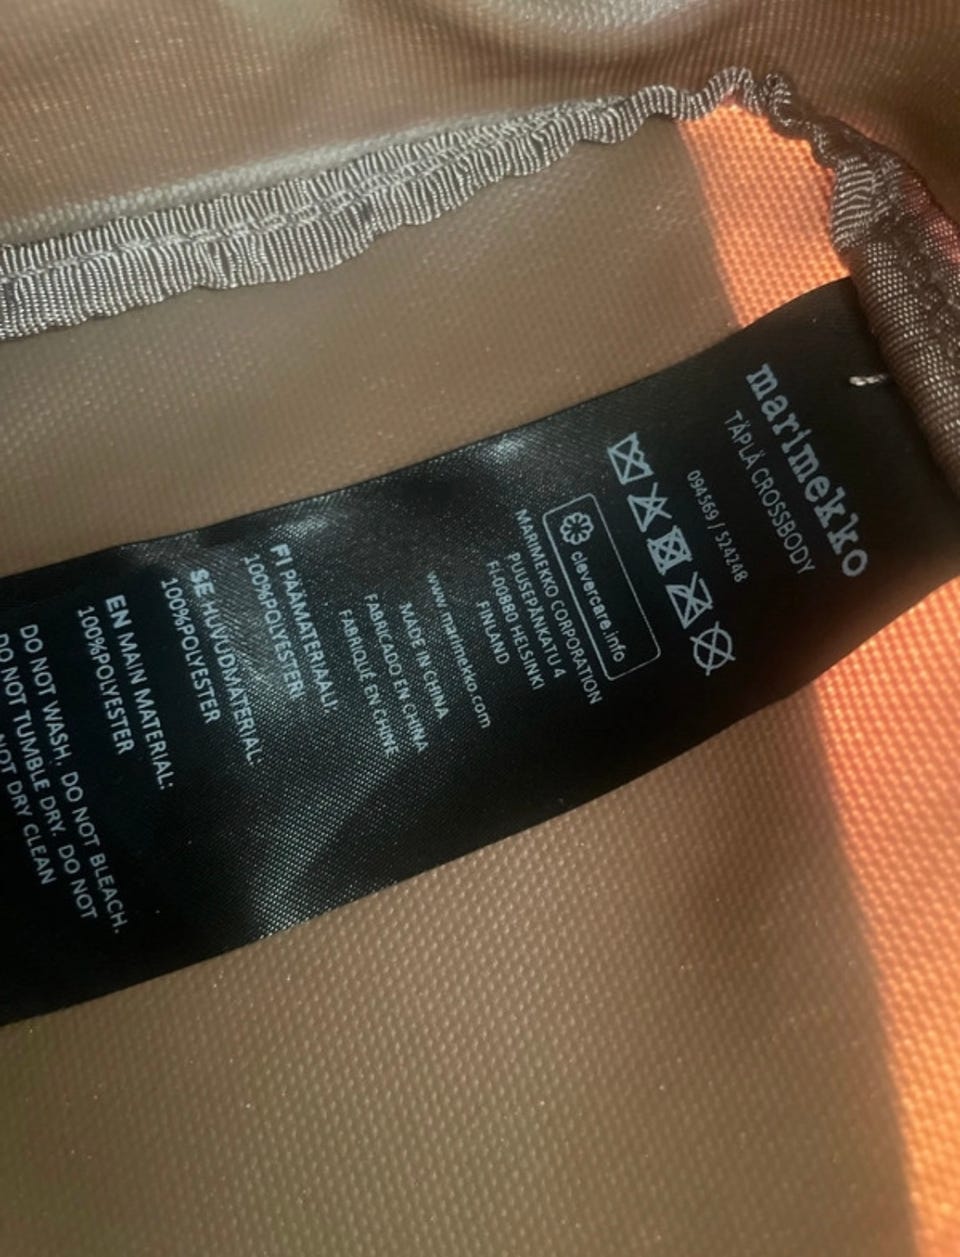 marimekko
TÄPLÄ CROSSBODY
094569 / 524248
clevercare.info
MARIMEKKO CORPORATION
PUUSEPÄNKATU 4
FI-00880 HELSINKI
FINLAND
www.marimekko.com
MADE IN CHINA
FABRICADO EN CHINA
FABRIQUÉ EN CHINE
FI PÄÄMATERIAALI:
100%POLYESTERI
SE HUVUDMATERIAL:
100%POLYESTER
EN MAIN MATERIAL:
100%POLYESTER
DO NOT WASH. DO NOT BLEACH.
DO NOT TUMBLE DRY. DO NOT
NOT DRY CLEAN